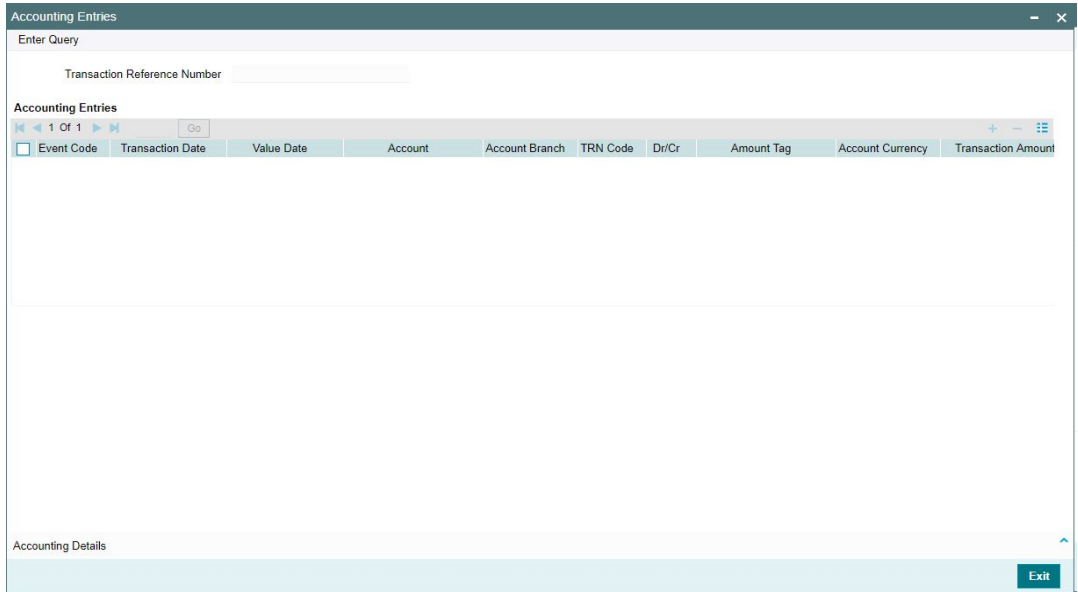 Accounting Entries
Enter Query
Transaction Reference Number
Accounting Entries
1 Of 1 Go
Event Code Transaction Date Value Date Account Account Branch TRN Code Dr/Cr Amount Tag Account Currency Transaction Amount
Accounting Details
Exit